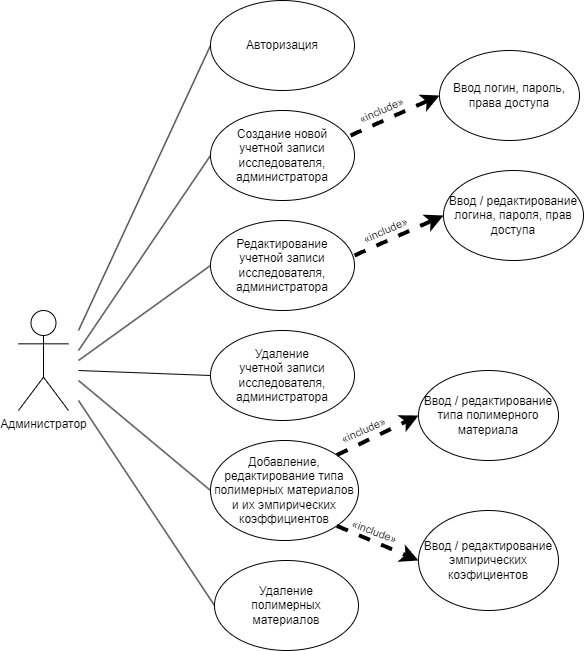 Авторизация
Ввод логин, пароль,
права доступа
«include»
Создание новой
учетной записи
исследователя,
администратора
Ввод / редактирование
логина, пароля, прав
доступа
«include»
Редактирование
учетной записи
исследователя,
администратора
Удаление
учетной записи
исследователя,
администратора
Администратор
Ввод / редактирование
типа полимерного
материала
«include»
Добавление,
редактирование типа
полимерных материалов
и их эмпирических
коэффициентов
«include»
Ввод / редактирование
эмпирических
коэфициентов
Удаление
полимерных
материалов